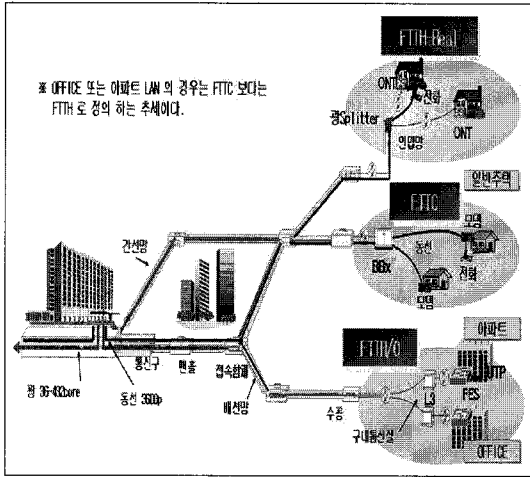 ※ OFFICE 또는 아파트 LAN 의 경우는 FTTC 보다는
FTTH 로 정의 하는 추세이다.
FTTH-Real
ONT
전화
광Splitter
ONT
인입망
일반주택
FTTC
모뎀
동선
전화
모뎀
간선망
통신구
맨홀
접속함체
배선망
광 36-432core
동선 3600p
수공
FTTH/O
아파트
UTP
L3
FES
구내통신실
OFFICE